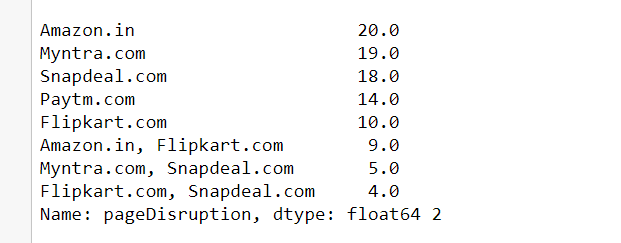 Amazon.in 20.0
Myntra.com 19.0
Snapdeal.com 18.0
Paytm.com 14.0
Flipkart.com 10.0
Amazon.in, Flipkart.com 9.0
Myntra.com, Snapdeal.com 5.0
Flipkart.com, Snapdeal.com 4.0
Name: pageDisruption, dtype: float64 2